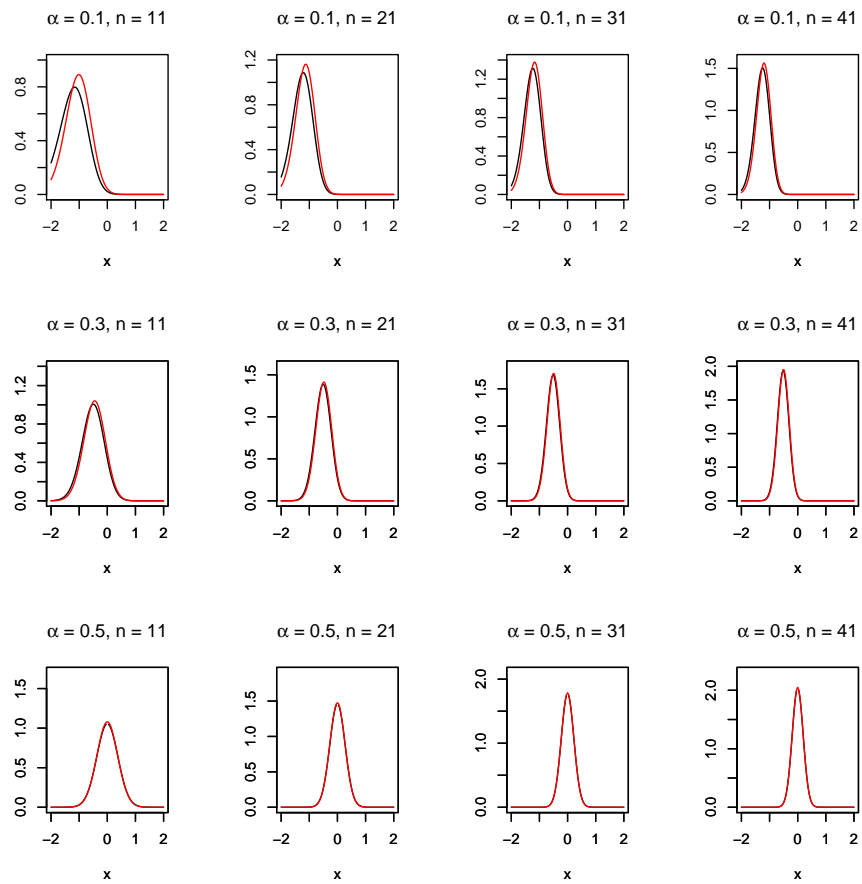 α = 0.1, n = 11
0.0 0.4 0.8
−2 0 1 2
x
α = 0.1, n = 21
0.0 0.4 0.8 1.2
−2 0 1 2
x
α = 0.1, n = 31
0.0 0.4 0.8 1.2
−2 0 1 2
x
α = 0.1, n = 41
0.0 0.5 1.0 1.5
−2 0 1 2
x
α = 0.3, n = 11
0.0 0.4 0.8 1.2
−2 0 1 2
x
α = 0.3, n = 21
0.0 0.5 1.0 1.5
−2 0 1 2
x
α = 0.3, n = 31
0.0 0.5 1.0 1.5
−2 0 1 2
x
α = 0.3, n = 41
0.0 0.5 1.0 1.5 2.0
−2 0 1 2
x
α = 0.5, n = 11
0.0 0.5 1.0 1.5
−2 0 1 2
x
α = 0.5, n = 21
0.0 0.5 1.0 1.5
−2 0 1 2
x
α = 0.5, n = 31
0.0 1.0 2.0
−2 0 1 2
x
α = 0.5, n = 41
0.0 1.0 2.0
−2 0 1 2
x